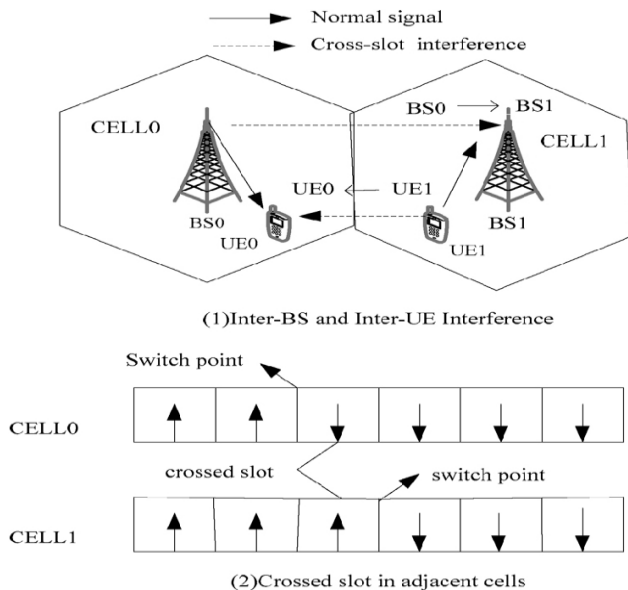 Normal signal
Cross-slot interference
BS0
BS1
CELL0
CELL1
UE0
UE1
BS0
UE0
BS1
UE1
(1)Inter-BS and Inter-UE Interference
Switch point
CELL0
crossed slot
switch point
CELL1
(2)Crossed slot in adjacent cells